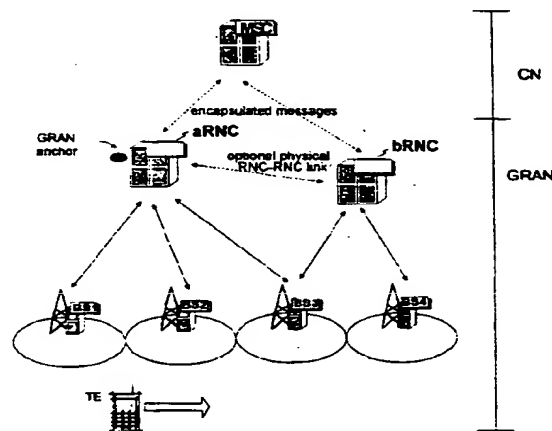 MSC
CN
encapsulated messages
aRNC
GRAN
anchor
bRNC
optional physical
RNC-RNC link
GRAN
BS1
BS2
BS3
BS4
TE